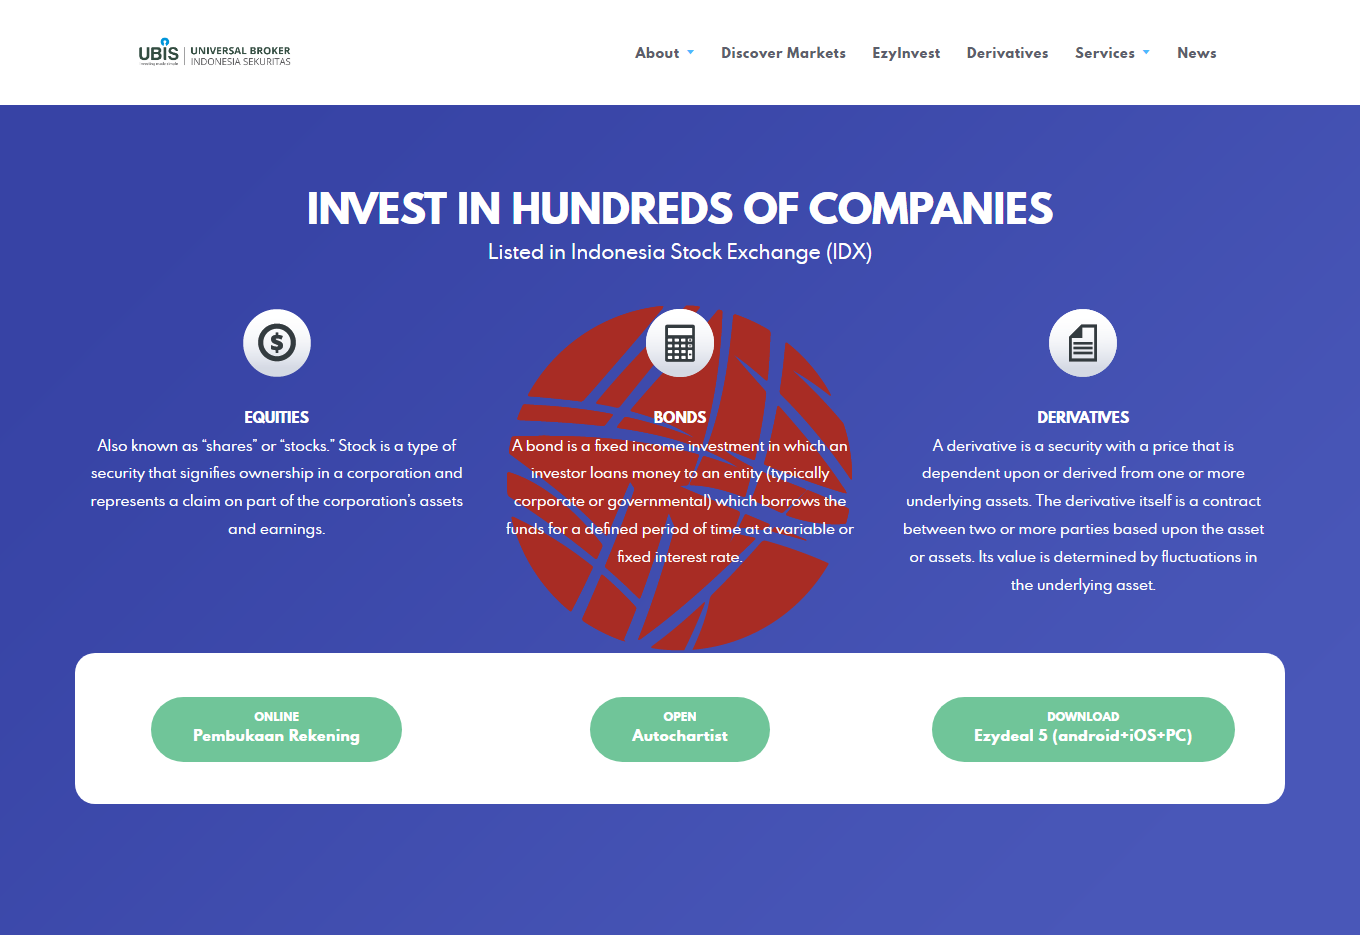 UBIS
UNIVERSAL BROKER
INDONESIA SEKURITAS
About
Discover Markets
EzyInvest
Derivatives
Services
News
INVEST IN HUNDREDS OF COMPANIES
Listed in Indonesia Stock Exchange (IDX)
EQUITIES
Also known as “shares” or “stocks.” Stock is a type of
security that signifies ownership in a corporation and
represents a claim on part of the corporation’s assets
and earnings.
BONDS
A bond is a fixed income investment in which an
investor loans money to an entity (typically
corporate or governmental) which borrows the
funds for a defined period of time at a variable or
fixed interest rate.
DERIVATIVES
A derivative is a security with a price that is
dependent upon or derived from one or more
underlying assets. The derivative itself is a contract
between two or more parties based upon the asset
or assets. Its value is determined by fluctuations in
the underlying asset.
ONLINE
Pembukaan Rekening
OPEN
Autochartist
DOWNLOAD
Ezydeal 5 (android+iOS+PC)